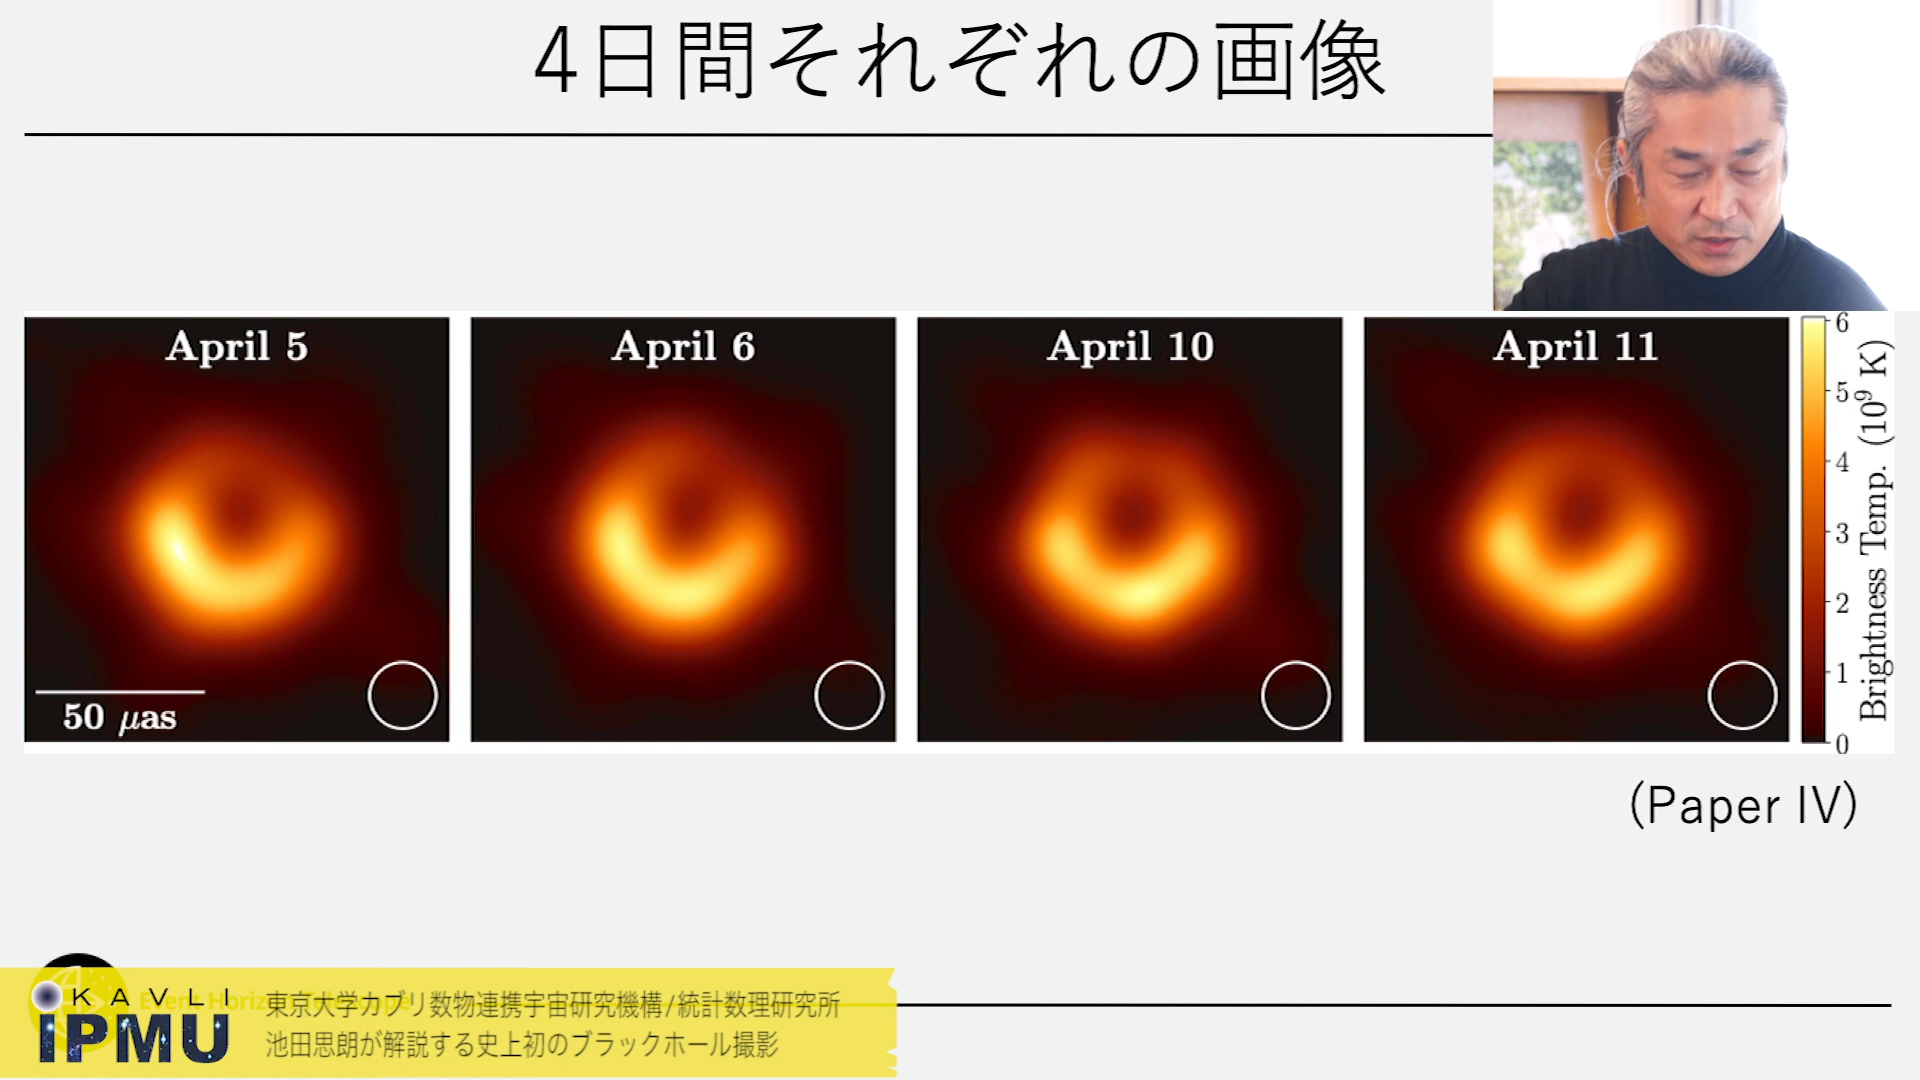 4日間それぞれの画像
April 5
April 6
April 10
April 11
50 μas
6
5
4
3
2
1
0
Brightness Temp. (10⁹ K)
(Paper IV)
Event Horizon Telescope
KAVLI
IPMU
東京大学カブリ数物連携宇宙研究機構/統計数理研究所
池田思朗が解説する史上初のブラックホール撮影